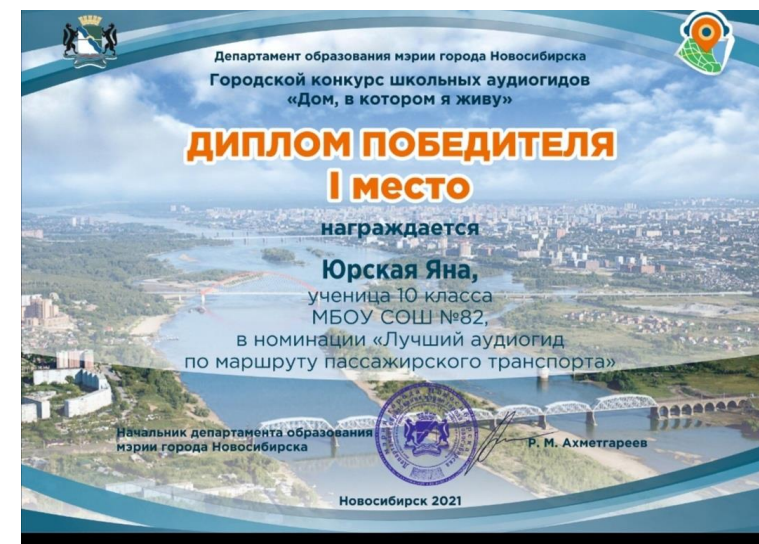 Департамент образования мэрии города Новосибирска
Городской конкурс школьных аудиогидов
«Дом, в котором я живу»
ДИПЛОМ ПОБЕДИТЕЛЯ
I место
награждается
Юрская Яна,
ученица 10 класса
МБОУ СОШ №82,
в номинации «Лучший аудиогид
по маршруту пассажирского транспорта»
Начальник департамента образования
мэрии города Новосибирска
Р. М. Ахметгареев
Новосибирск 2021